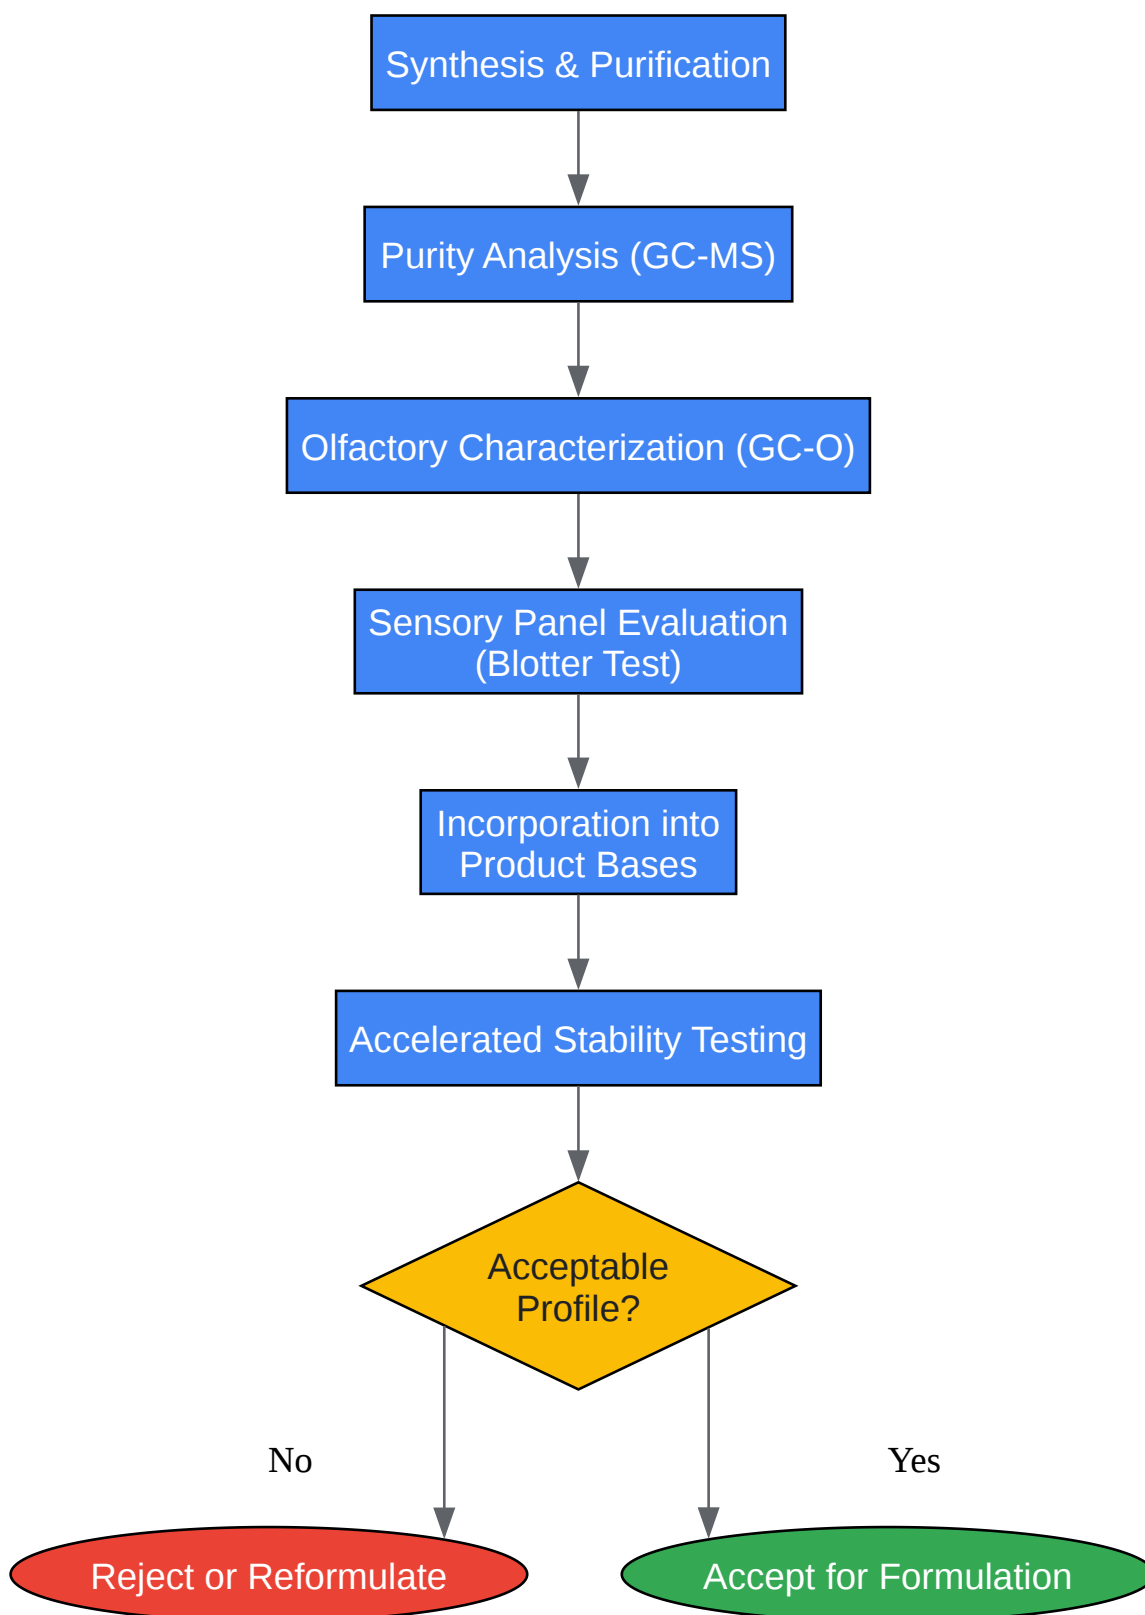 Synthesis & Purification
Purity Analysis (GC-MS)
Olfactory Characterization (GC-O)
Sensory Panel Evaluation
(Blotter Test)
Incorporation into
Product Bases
Accelerated Stability Testing
Acceptable
Profile?
No
Yes
Reject or Reformulate
Accept for Formulation